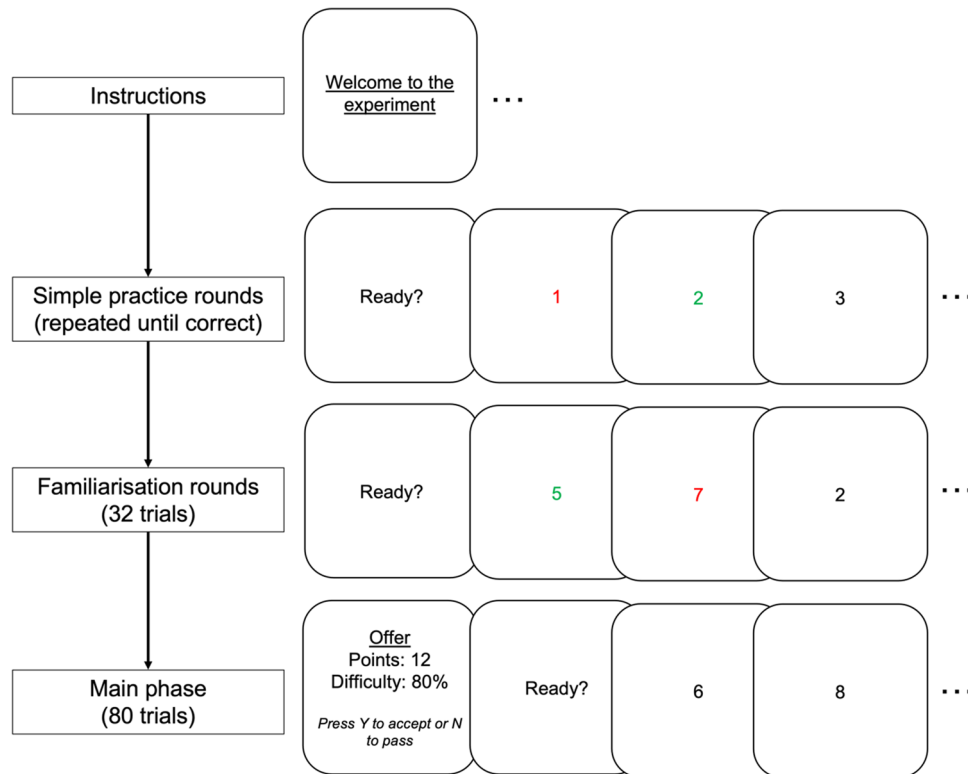 Instructions
Welcome to the
experiment
...
Simple practice rounds
(repeated until correct)
Ready?
1
2
3
...
Familiarisation rounds
(32 trials)
Ready?
5
7
2
...
Main phase
(80 trials)
Offer
Points: 12
Difficulty: 80%
Press Y to accept or N
to pass
Ready?
6
8
...